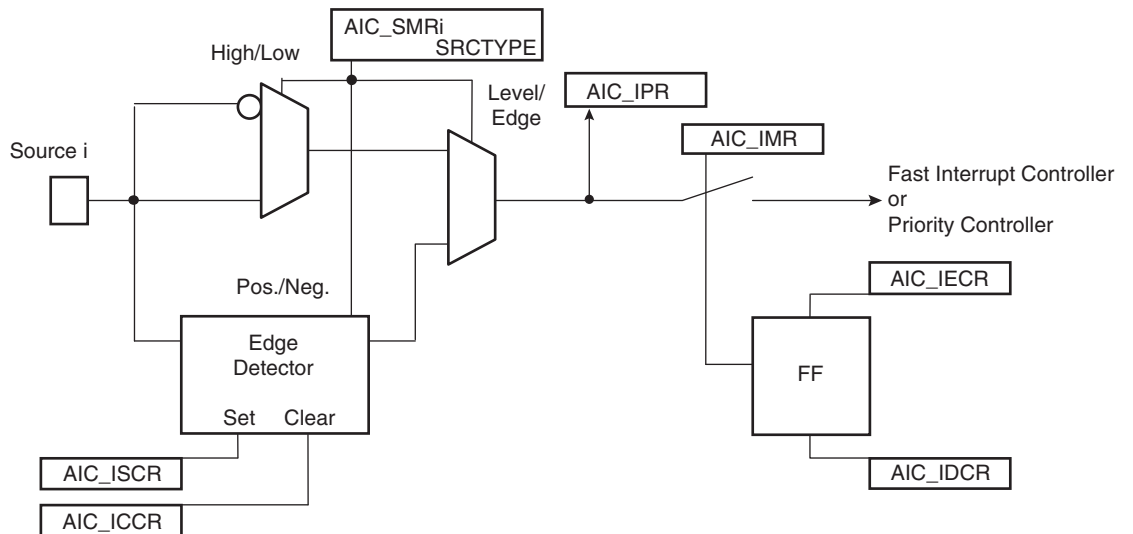 AIC_SMRi
SRCTYPE
High/Low
Level/
Edge
AIC_IPR
AIC_IMR
Source i
Fast Interrupt Controller
or
Priority Controller
AIC_IECR
Pos./Neg.
Edge
Detector
FF
Set Clear
AIC_ISCR
AIC_IDCR
AIC_ICCR